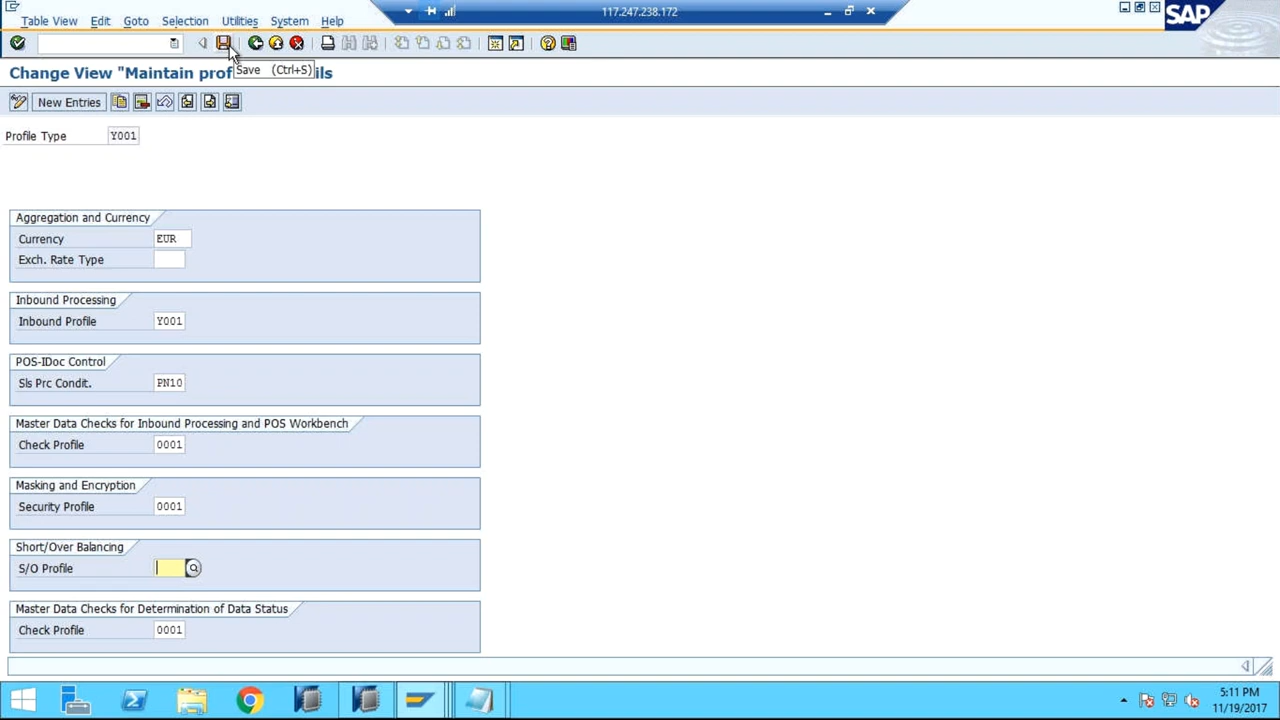 117.247.238.172
Table View Edit Goto Selection Utilities System Help
SAP
Save (Ctrl+S)
Change View "Maintain prof ils
New Entries
Profile Type Y001
Aggregation and Currency
Currency EUR
Exch. Rate Type
Inbound Processing
Inbound Profile Y001
POS-IDoc Control
Sls Prc Condit. PN10
Master Data Checks for Inbound Processing and POS Workbench
Check Profile 0001
Masking and Encryption
Security Profile 0001
Short/Over Balancing
S/O Profile
Master Data Checks for Determination of Data Status
Check Profile 0001
5:11 PM
11/19/2017